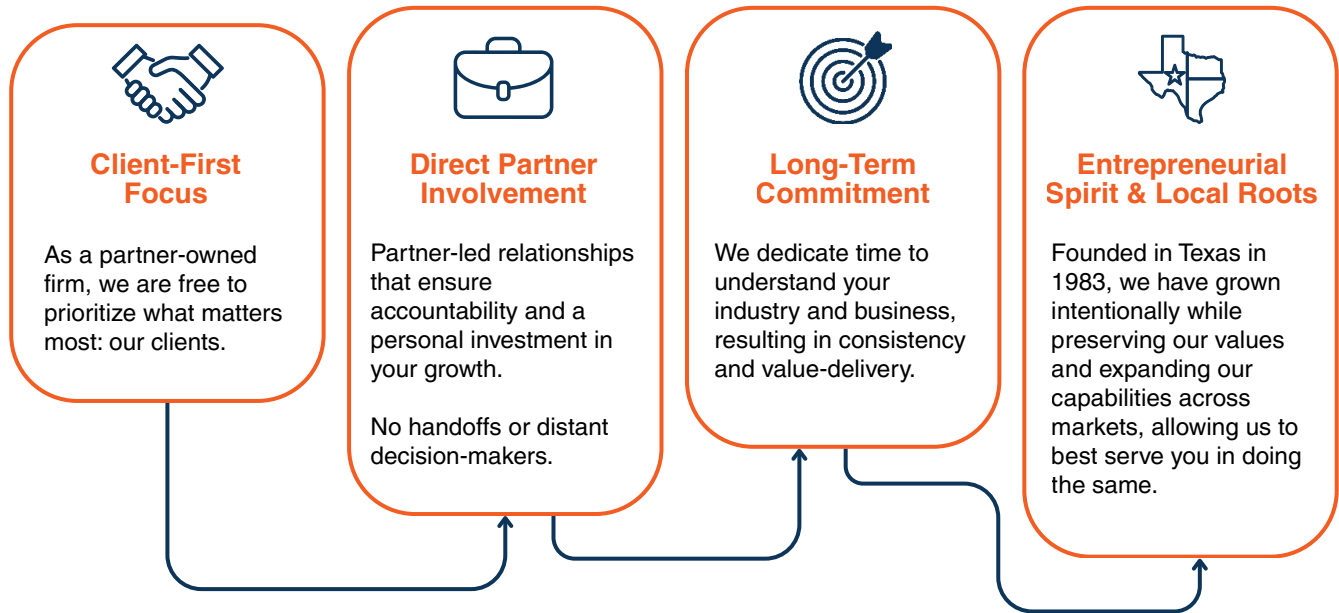 Client-First
Focus
As a partner-owned
firm, we are free to
prioritize what matters
most: our clients.
Direct Partner
Involvement
Partner-led relationships
that ensure
accountability and a
personal investment in
your growth.
No handoffs or distant
decision-makers.
Long-Term
Commitment
We dedicate time to
understand your
industry and business,
resulting in consistency
and value-delivery.
Entrepreneurial
Spirit & Local Roots
Founded in Texas in
1983, we have grown
intentionally while
preserving our values
and expanding our
capabilities across
markets, allowing us to
best serve you in doing
the same.